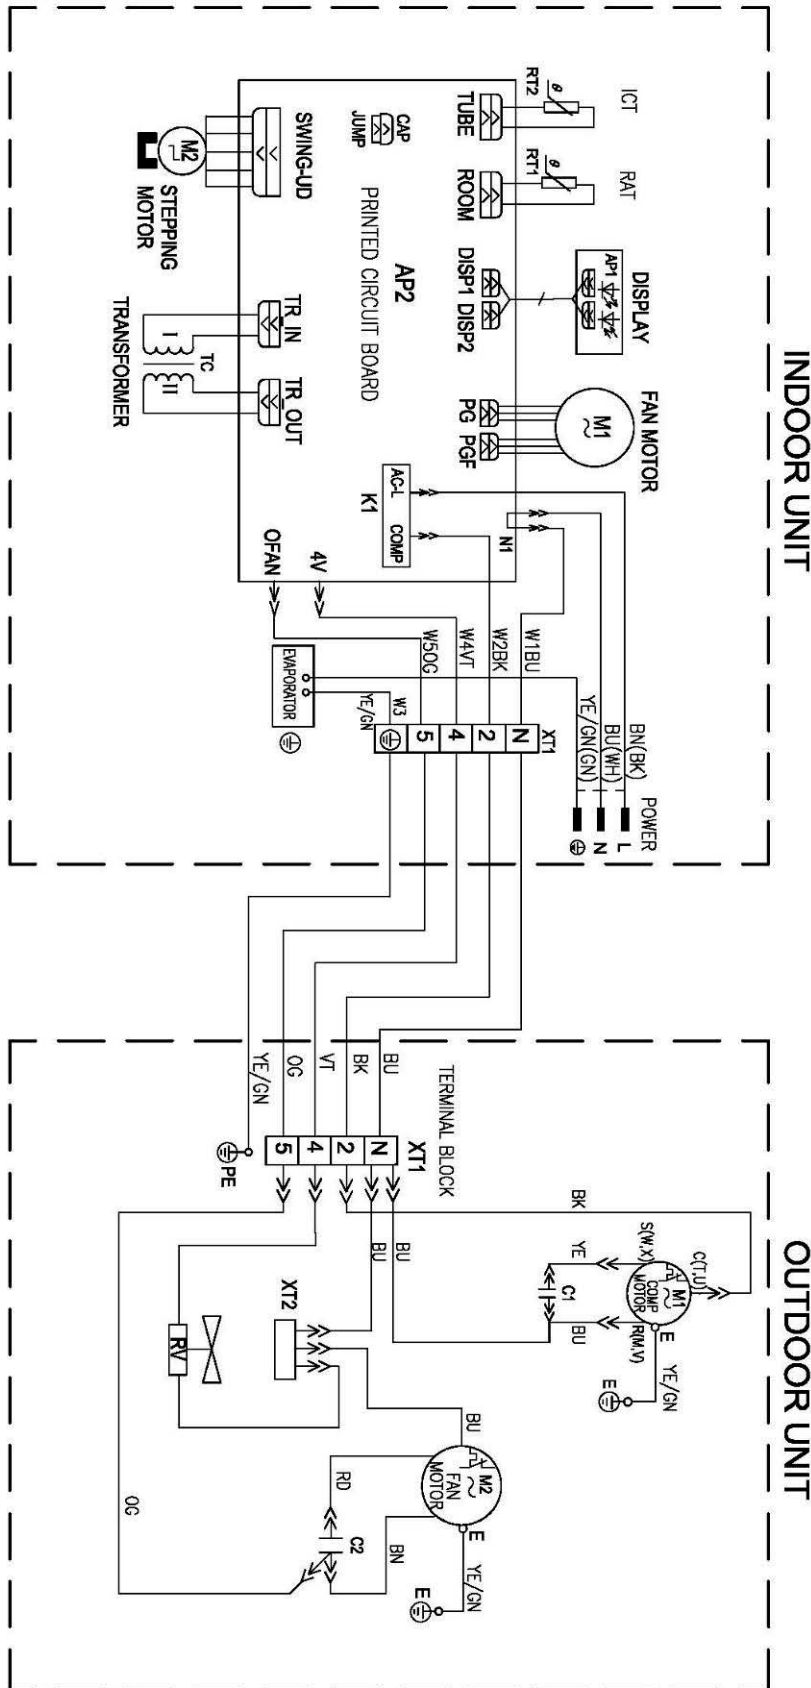 INDOOR UNIT
ICT
RT2
θ
TUBE
RAT
RT1
θ
ROOM
DISPLAY
AP1
DISP1 DISP2
FAN MOTOR
M1
PG PGF
CAP
JUMP
AP2
PRINTED CIRCUIT BOARD
SWING-UD
M2
STEPPING
MOTOR
TR_IN
TR_OUT
I
II
TC
TRANSFORMER
AC-L
COMP
K1
N1
OFAN
4V
POWER
BN(BK)
BU(WH)
YE/GN(GN)
L
N
W1BU
W2BK
W4VT
W5OG
W3
YE/GN
EVAPORATOR
XT1
N
2
4
5
OUTDOOR UNIT
TERMINAL BLOCK
XT1
BU
BK
VT
OG
YE/GN
N
2
4
5
PE
BK
BU
BU
C(T,U)
S(W,X)
R(M,V)
M1
COMP
MOTOR
YE
C1
BU
E
YE/GN
E
XT2
RV
BU
M2
FAN
MOTOR
RD
C2
BN
E
YE/GN
E
OG